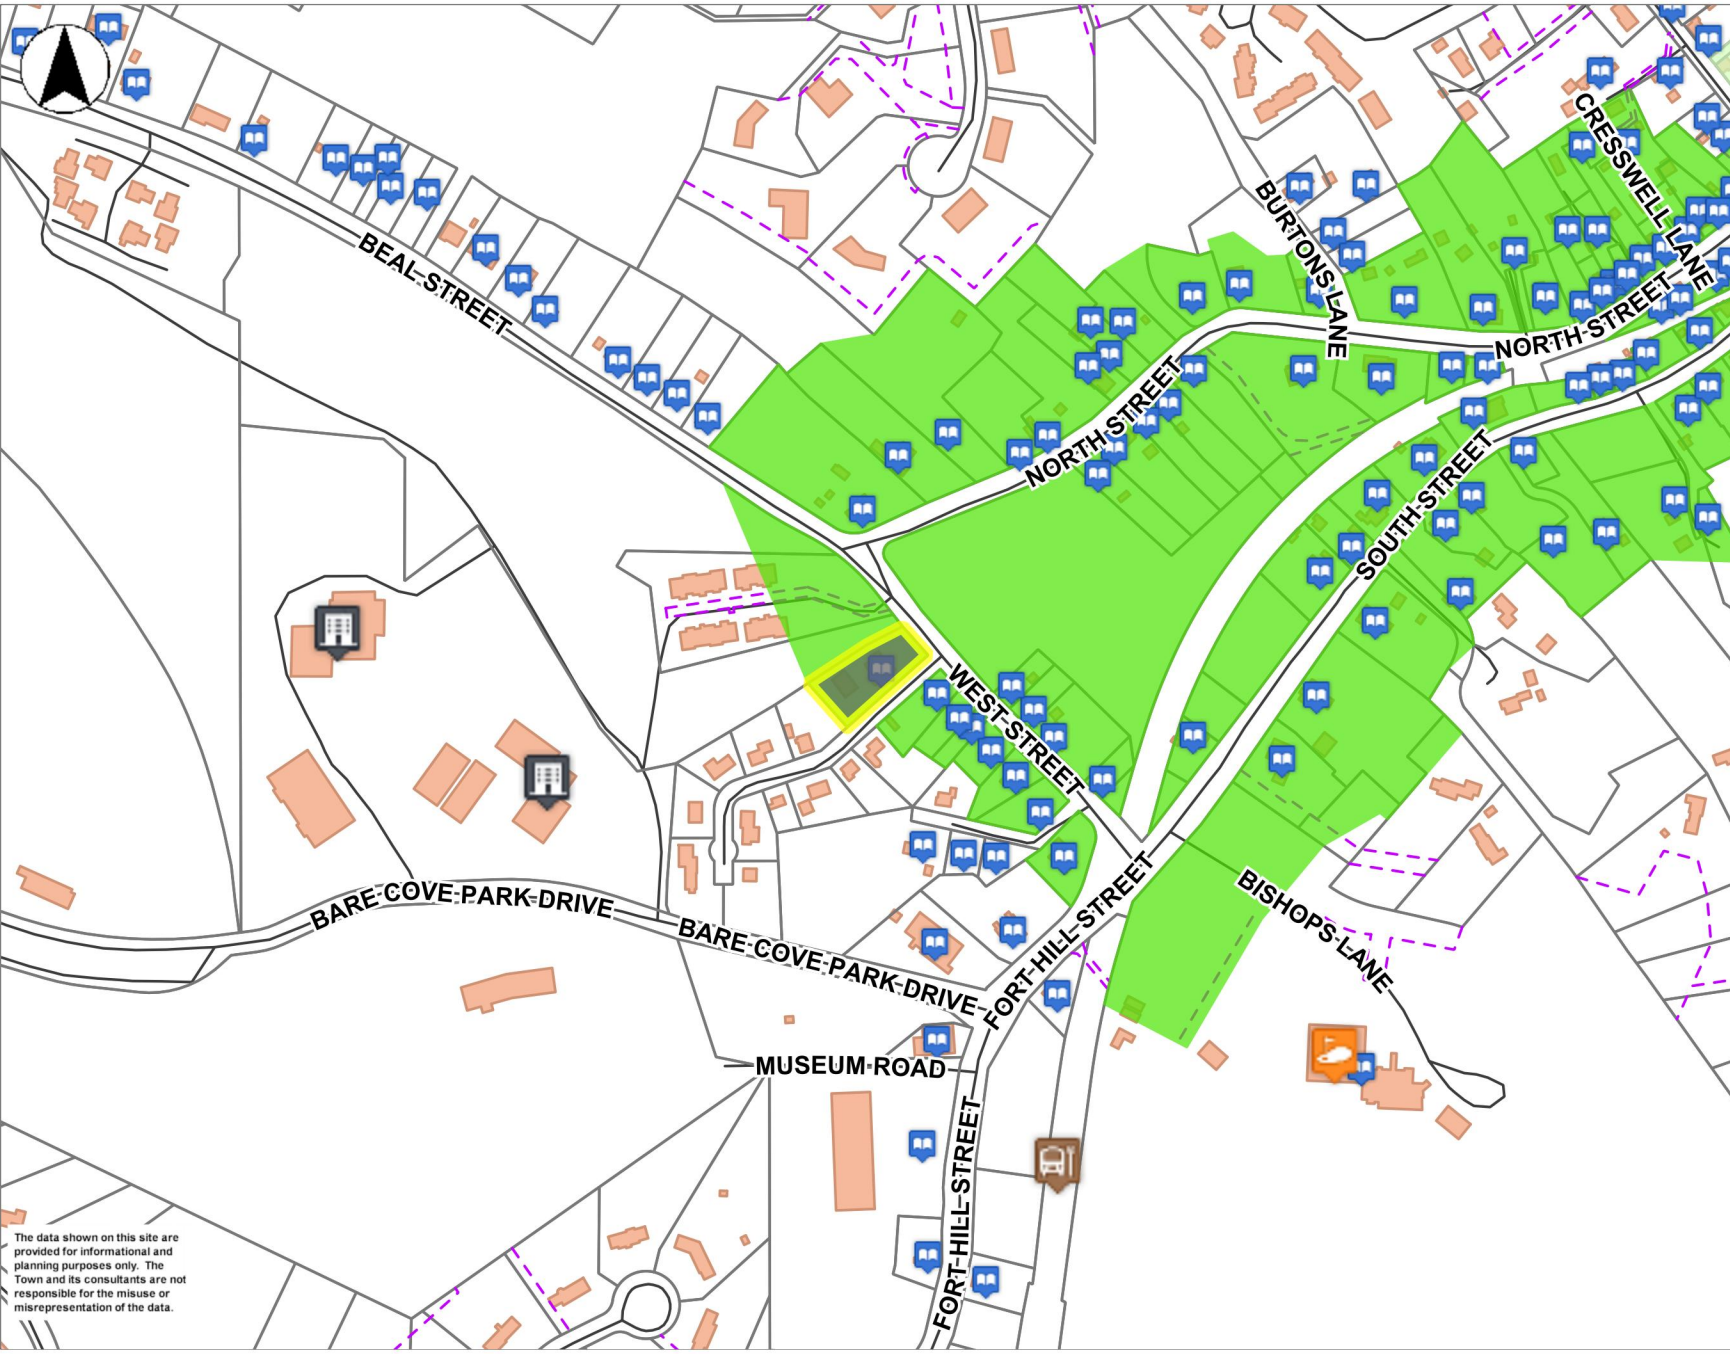 CRESSWELL LANE
BURTONS LANE
BEAL STREET
NORTH STREET
NORTH STREET
SOUTH STREET
WEST STREET
BARE COVE PARK DRIVE
BARE COVE PARK DRIVE
FORT HILL STREET
BISHOPS LANE
MUSEUM ROAD
FORT HILL STREET
The data shown on this site are
provided for informational and
planning purposes only. The
Town and its consultants are not
responsible for the misuse or
misrepresentation of the data.